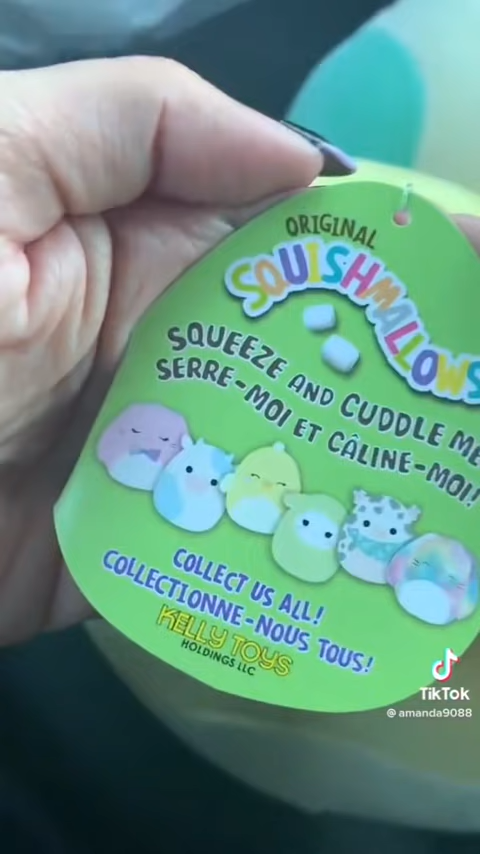 ORIGINAL
SQUISHMALLOWS
SQUEEZE AND CUDDLE ME
SERRE-MOI ET CÂLINE-MOI!
COLLECT US ALL!
COLLECTIONNE-NOUS TOUS!
KELLY TOYS
HOLDINGS LLC
TikTok
@amanda9088